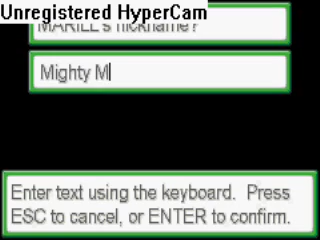 Unregistered HyperCam
MARILL's nickname?
Mighty M
Enter text using the keyboard. Press
ESC to cancel, or ENTER to confirm.